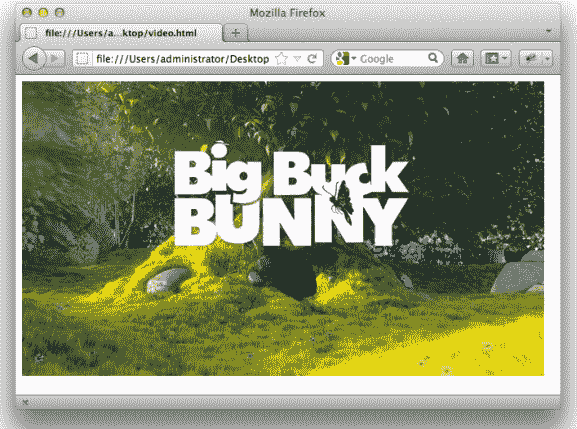 Mozilla Firefox
file:///Users/a...ktop/video.html
file:///Users/administrator/Desktop
Google
Big Buck
BUNNY